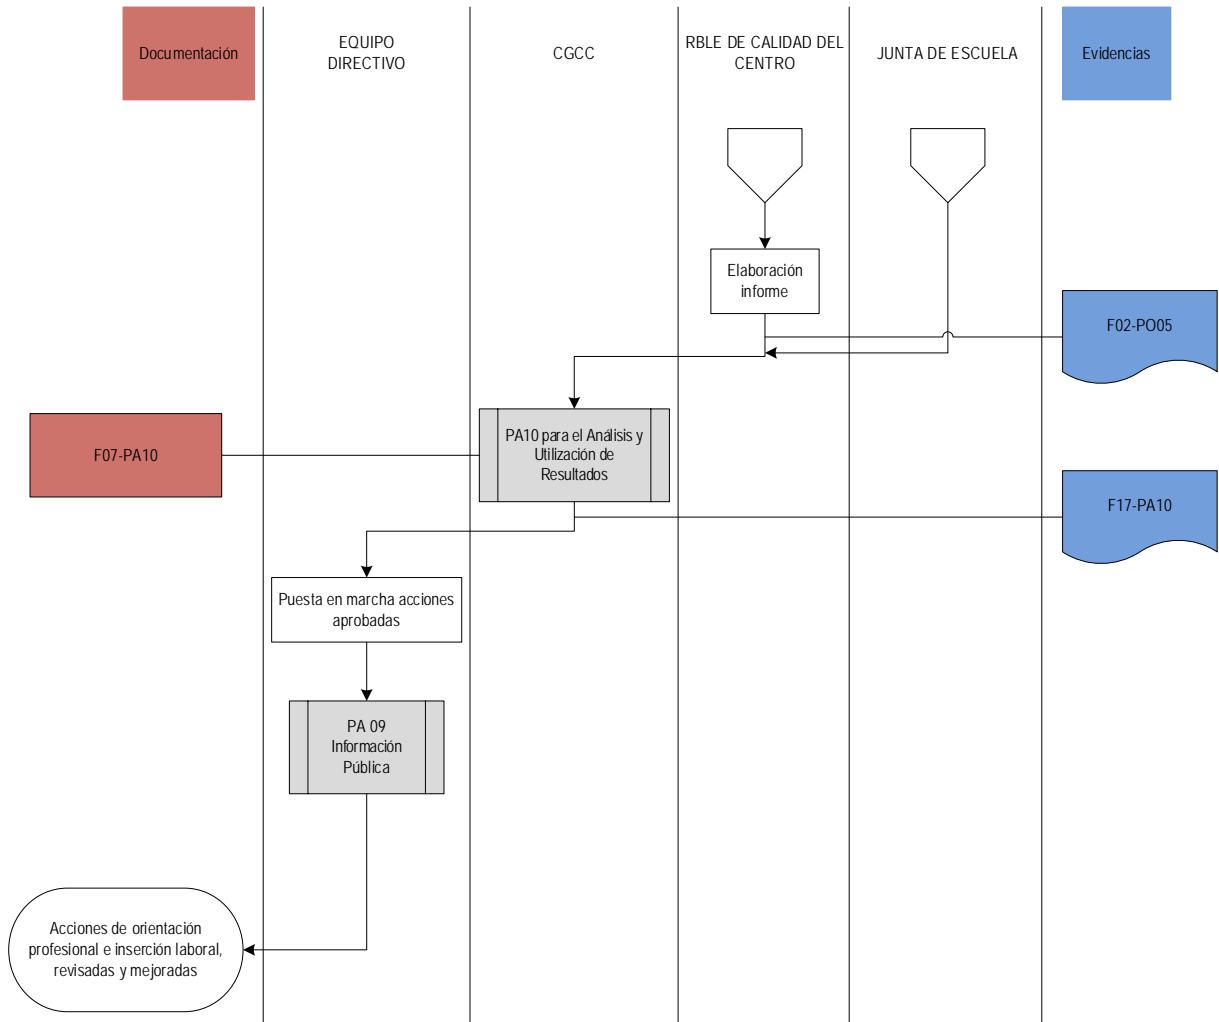 Documentación
EQUIPO
DIRECTIVO
CGCC
RBLE DE CALIDAD DEL
CENTRO
JUNTA DE ESCUELA
Evidencias
Elaboración
informe
F02-PO05
F07-PA10
PA10 para el Análisis y
Utilización de
Resultados
F17-PA10
Puesta en marcha acciones
aprobadas
PA 09
Información
Pública
Acciones de orientación
profesional e inserción laboral,
revisadas y mejoradas